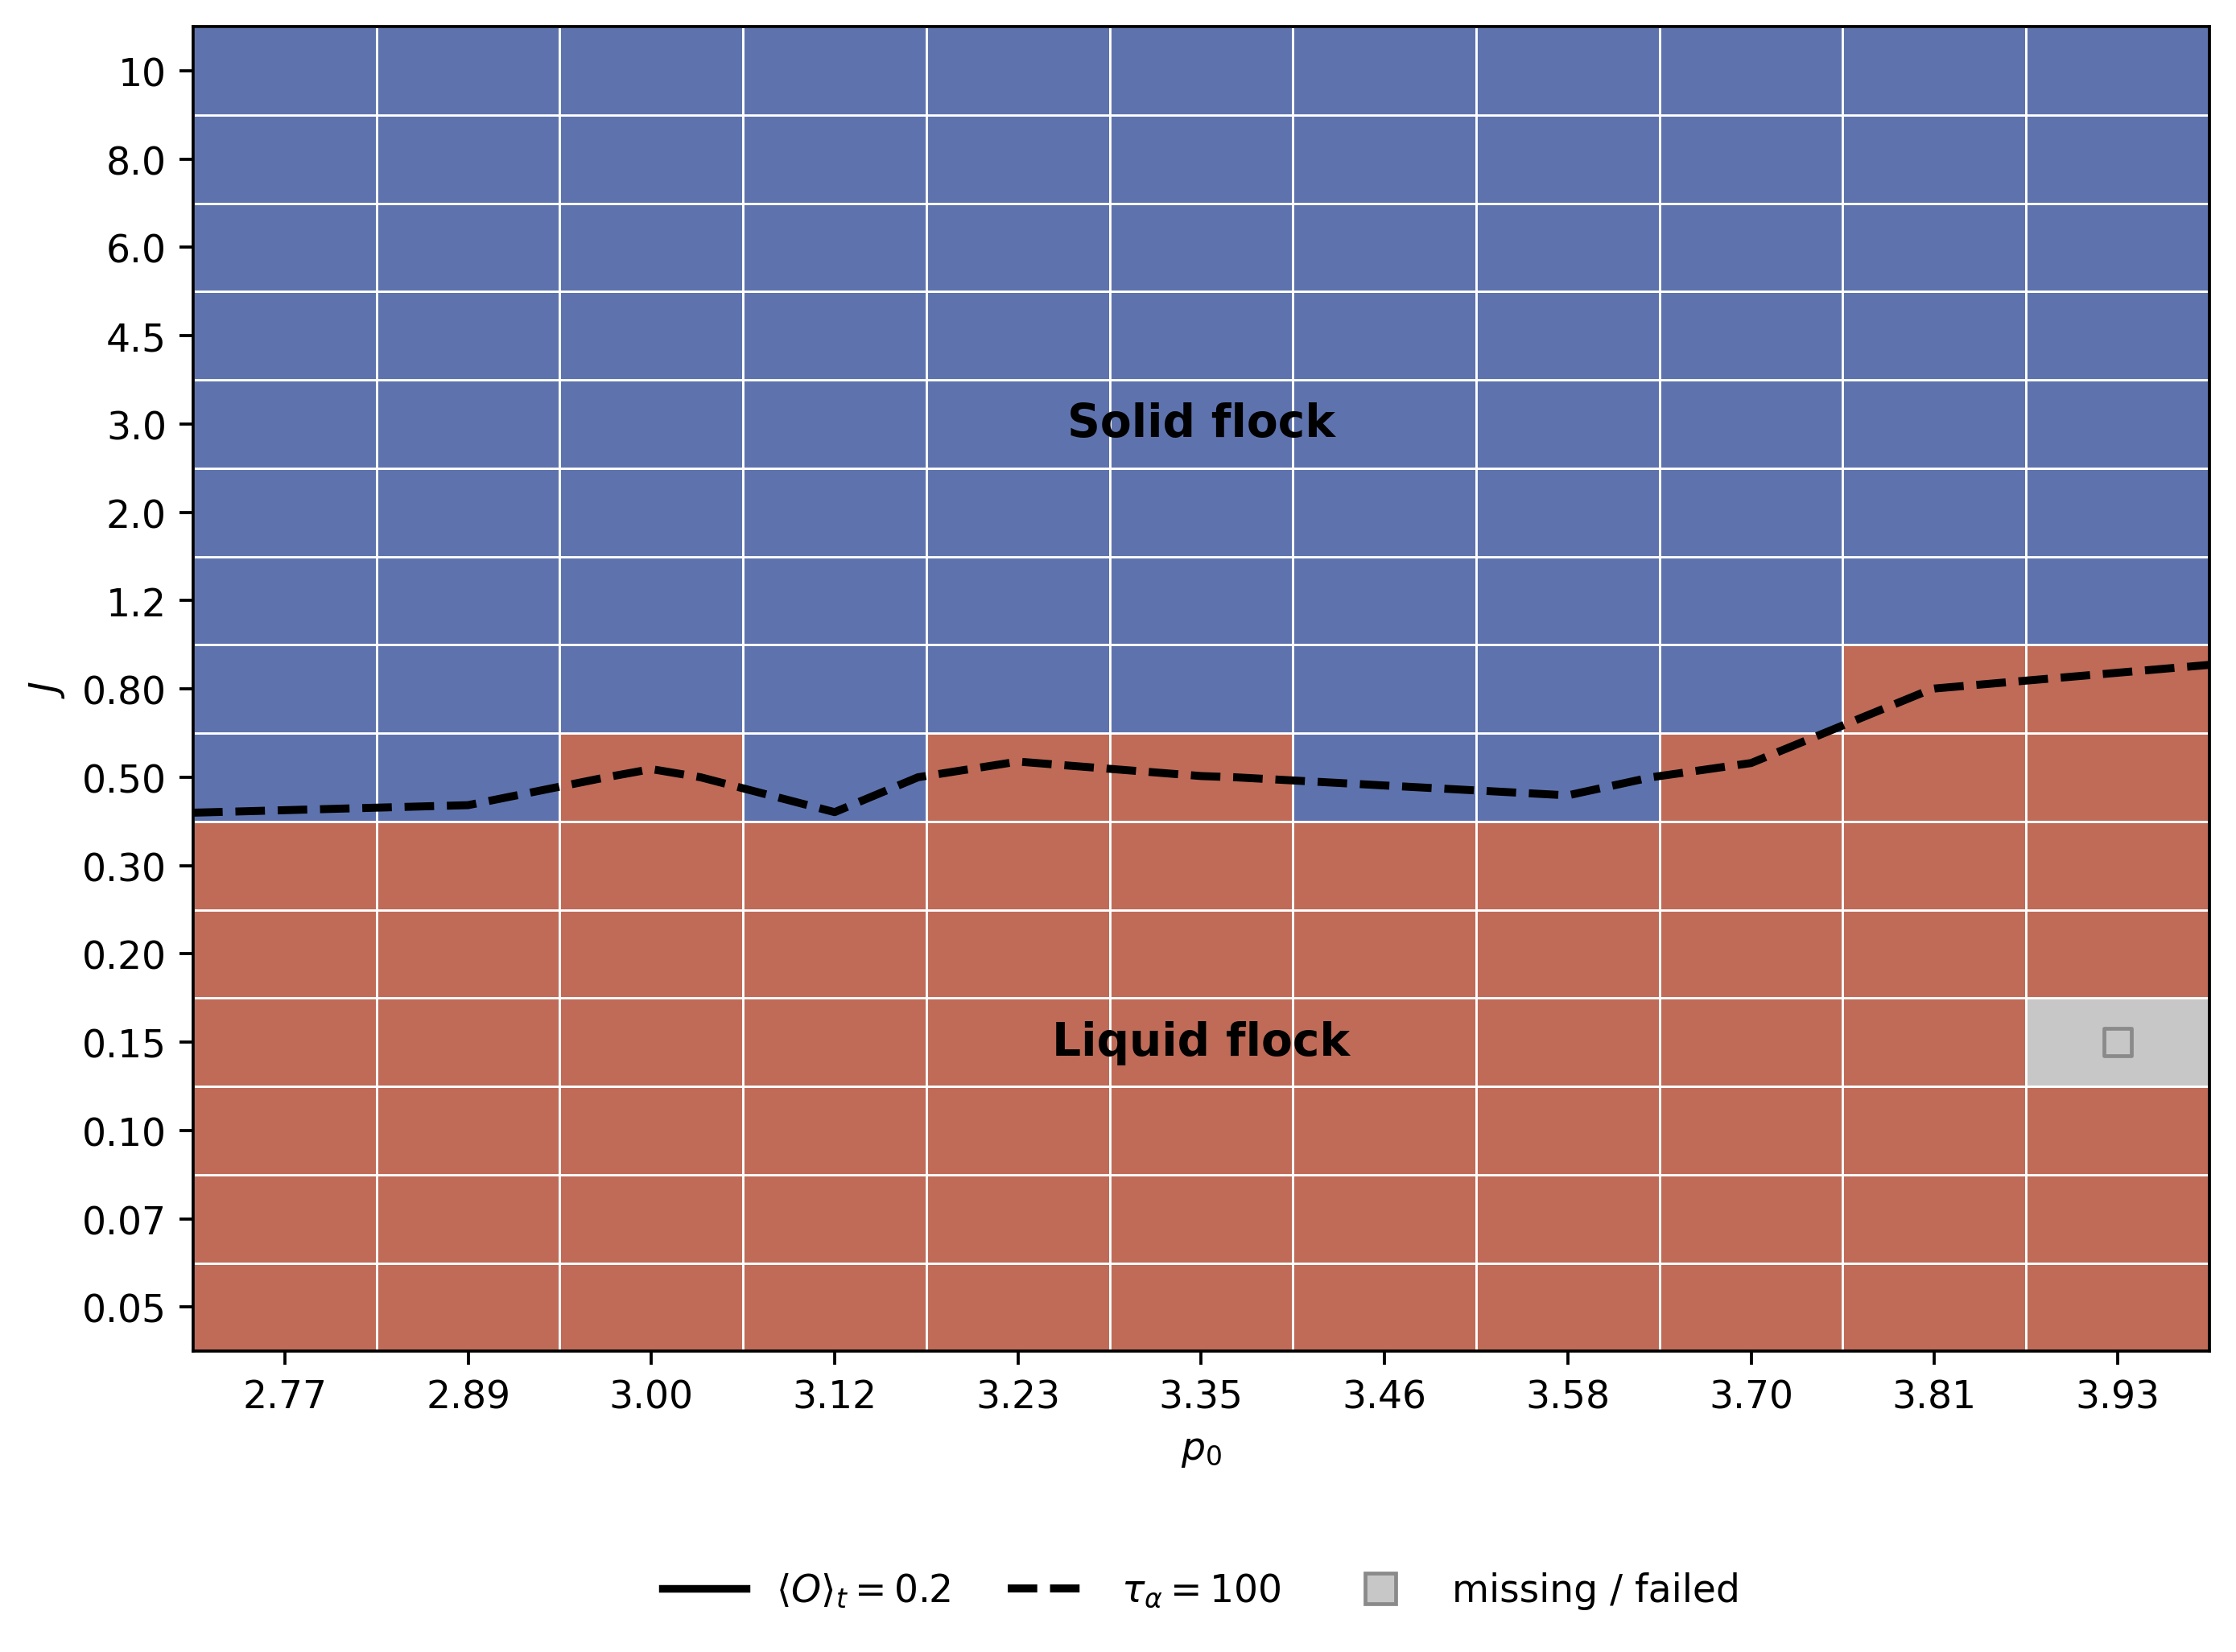 10
8.0
6.0
4.5
3.0
2.0
1.2
0.80
0.50
0.30
0.20
0.15
0.10
0.07
0.05
J
Solid flock
Liquid flock
2.77 2.89 3.00 3.12 3.23 3.35 3.46 3.58 3.70 3.81 3.93
p₀
⟨O⟩ₜ = 0.2 τ_α = 100 missing / failed